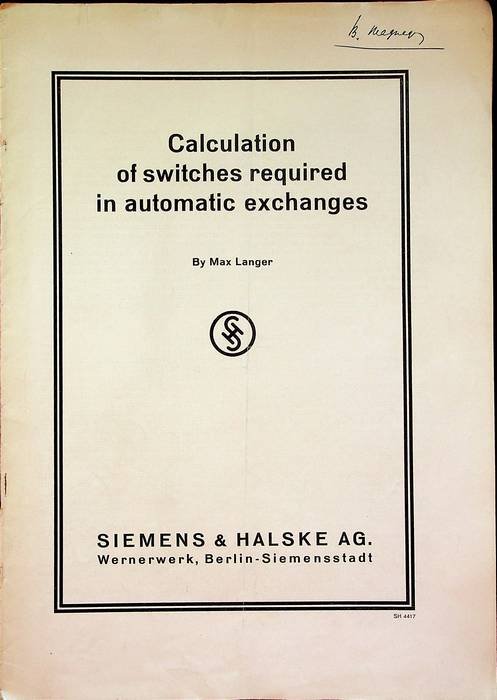 B.
Calculation
of switches required
in automatic exchanges
By Max Langer
SIEMENS & HALSKE AG.
Wernerwerk, Berlin-Siemensstadt
SH 4417